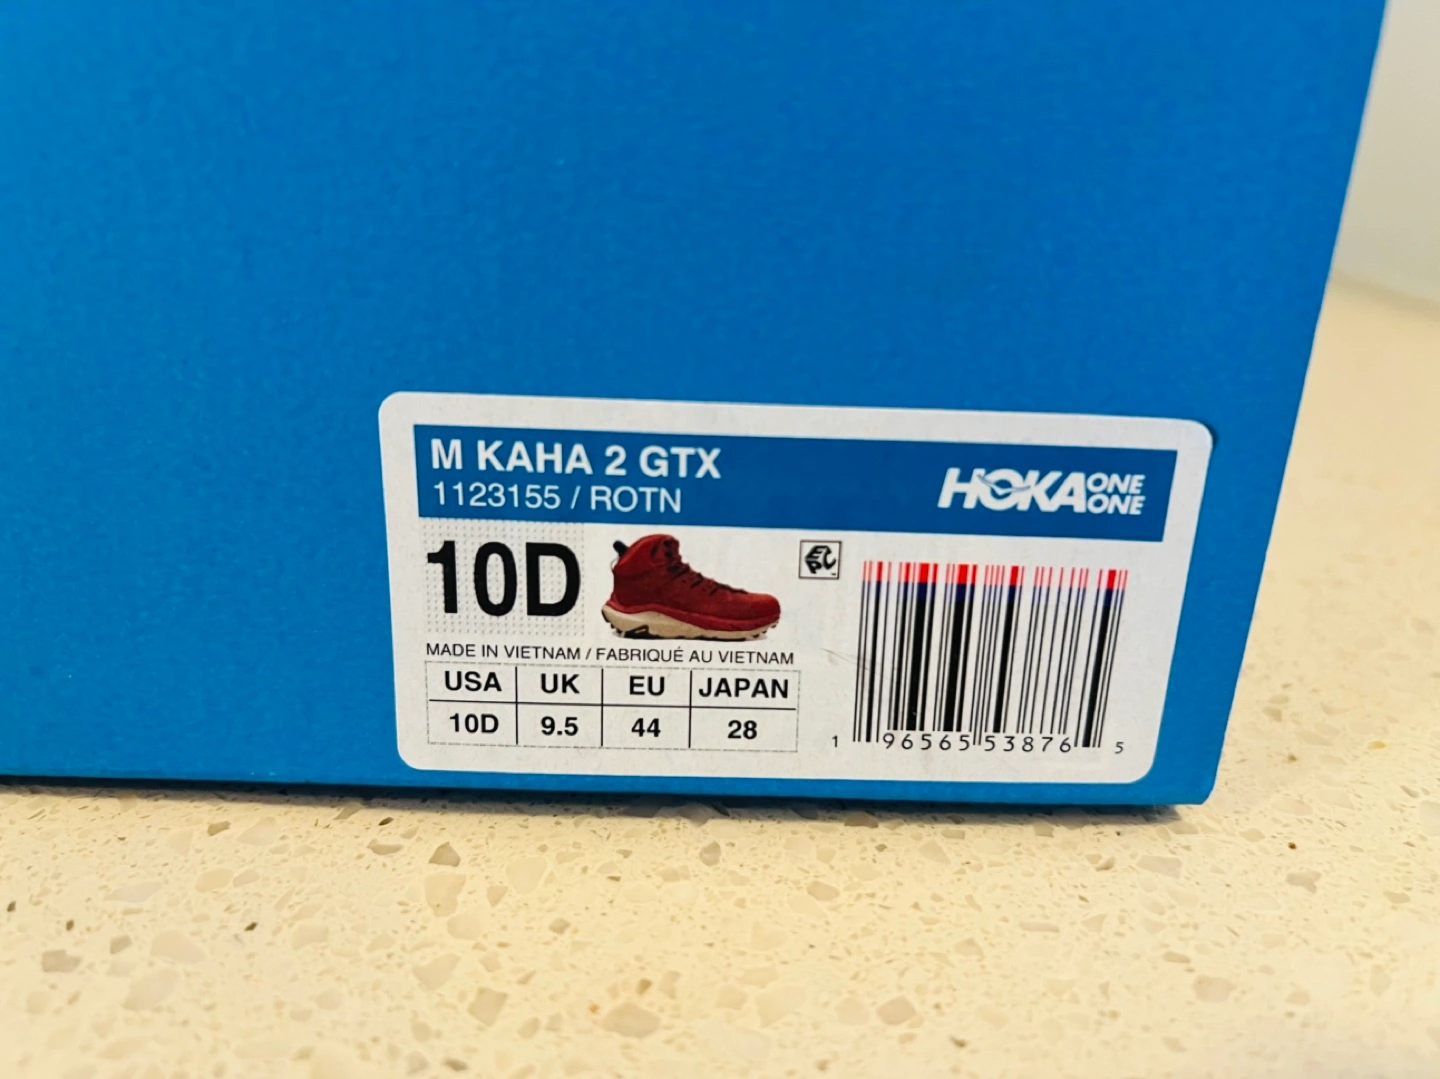 M KAHA 2 GTX
1123155 / ROTN
HOKA ONE ONE
10D
EPC
MADE IN VIETNAM / FABRIQUÉ AU VIETNAM
USA UK EU JAPAN
10D 9.5 44 28
1 96565 53876 5